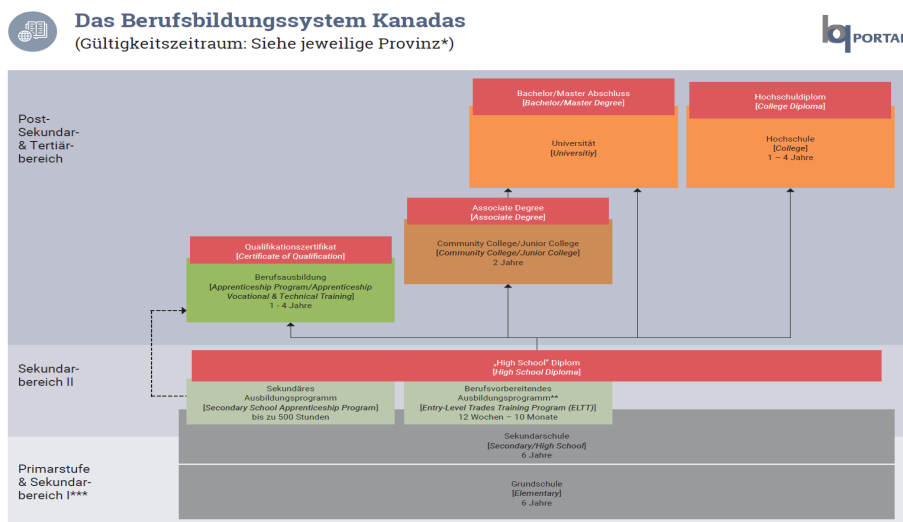 Das Berufsbildungssystem Kanadas
(Gültigkeitszeitraum: Siehe jeweilige Provinz*)
bq PORTAL
Post-
Sekundar-
& Tertiär-
bereich
Bachelor/Master Abschluss
[Bachelor/Master Degree]
Universität
[Universitiy]
Hochschuldiplom
[College Diploma]
Hochschule
[College]
1 – 4 Jahre
Associate Degree
[Associate Degree]
Community College/Junior College
[Community College/Junior College]
2 Jahre
Qualifikationszertifikat
[Certificate of Qualification]
Berufsausbildung
[Apprenticeship Program/Apprenticeship
Vocational & Technical Training]
1 - 4 Jahre
Sekundar-
bereich II
„High School" Diplom
[High School Diploma]
Sekundäres
Ausbildungsprogramm
[Secondary School Apprenticeship Program]
bis zu 500 Stunden
Berufsvorbereitendes
Ausbildungsprogramm**
[Entry-Level Trades Training Program (ELTT)]
12 Wochen – 10 Monate
Sekundarschule
[Secondary/High School]
6 Jahre
Primarstufe
& Sekundar-
bereich I***
Grundschule
[Elementary]
6 Jahre